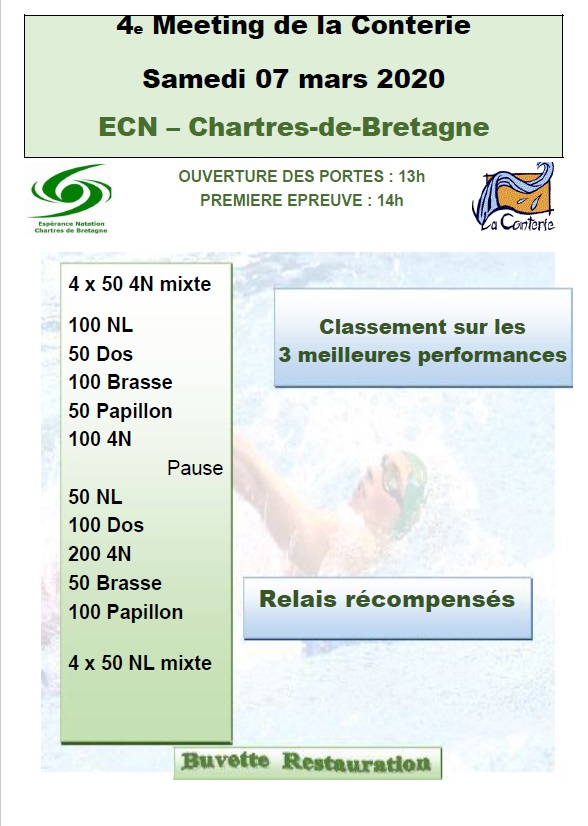 4e Meeting de la Conterie
Samedi 07 mars 2020
ECN – Chartres-de-Bretagne
OUVERTURE DES PORTES : 13h
PREMIERE EPREUVE : 14h
Espérance Natation
Chartres de Bretagne
La Conterie
4 x 50 4N mixte
100 NL
50 Dos
100 Brasse
50 Papillon
100 4N
Pause
50 NL
100 Dos
200 4N
50 Brasse
100 Papillon
4 x 50 NL mixte
Classement sur les
3 meilleures performances
Relais récompensés
Buvette Restauration